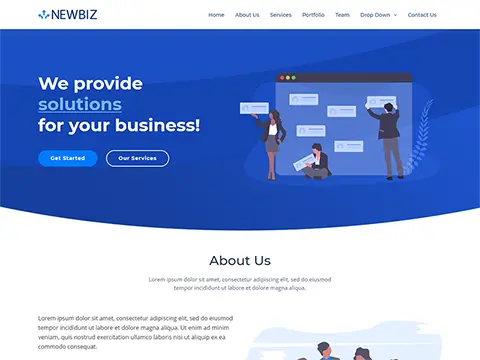 NEWBIZ
Home About Us Services Portfolio Team Drop Down Contact Us
We provide
solutions
for your business!
Get Started Our Services
About Us
Lorem ipsum dolor sit amet, consectetur adipiscing elit, sed do eiusmod
tempor incididunt ut labore et dolore magna aliqua.
Lorem ipsum dolor sit amet, consectetur adipiscing elit, sed do eiusmod
tempor incididunt ut labore et dolore magna aliqua. Ut enim ad minim
veniam, quis nostrud exercitation ullamco laboris nisi ut aliquip ex ea
commodo consequat.